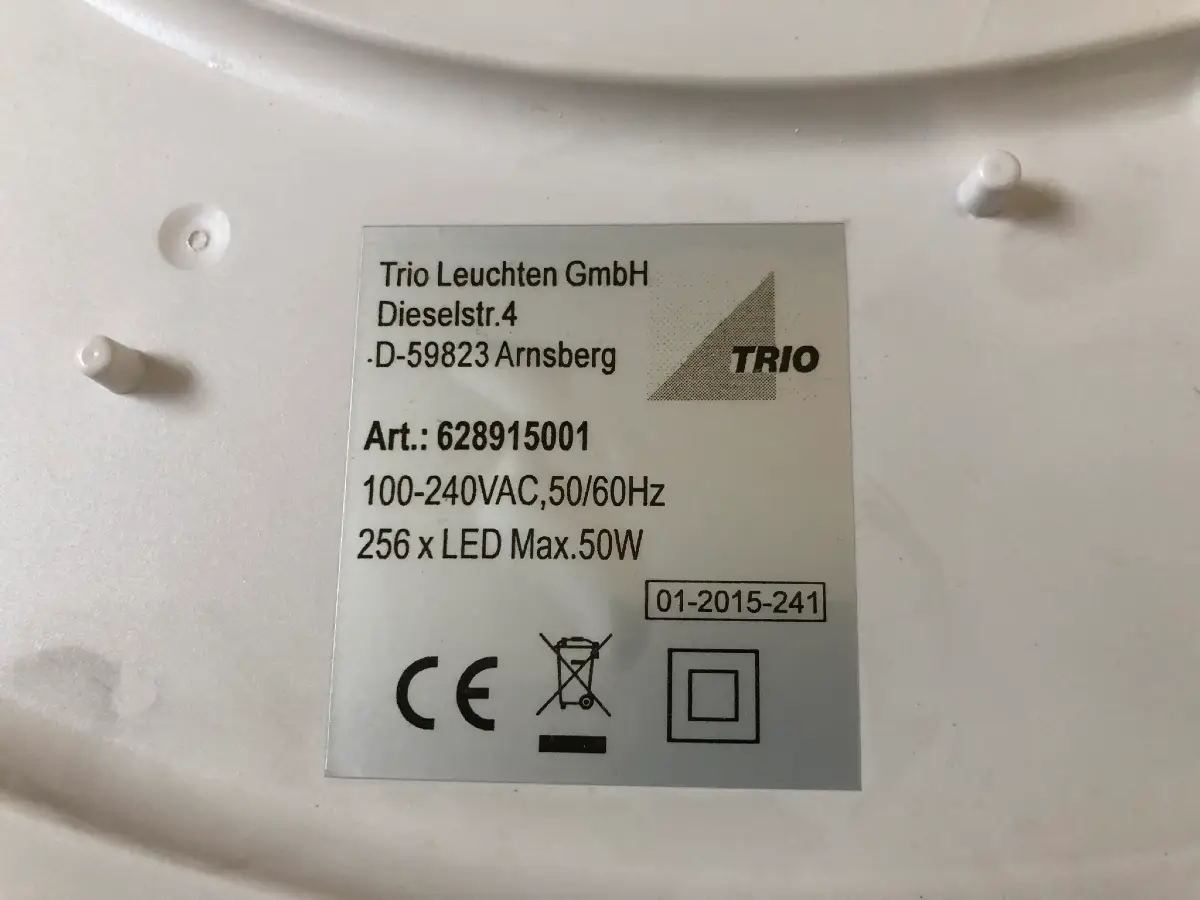 Trio Leuchten GmbH
Dieselstr.4
D-59823 Arnsberg
TRIO
Art.: 628915001
100-240VAC,50/60Hz
256 x LED Max.50W
01-2015-241
CE